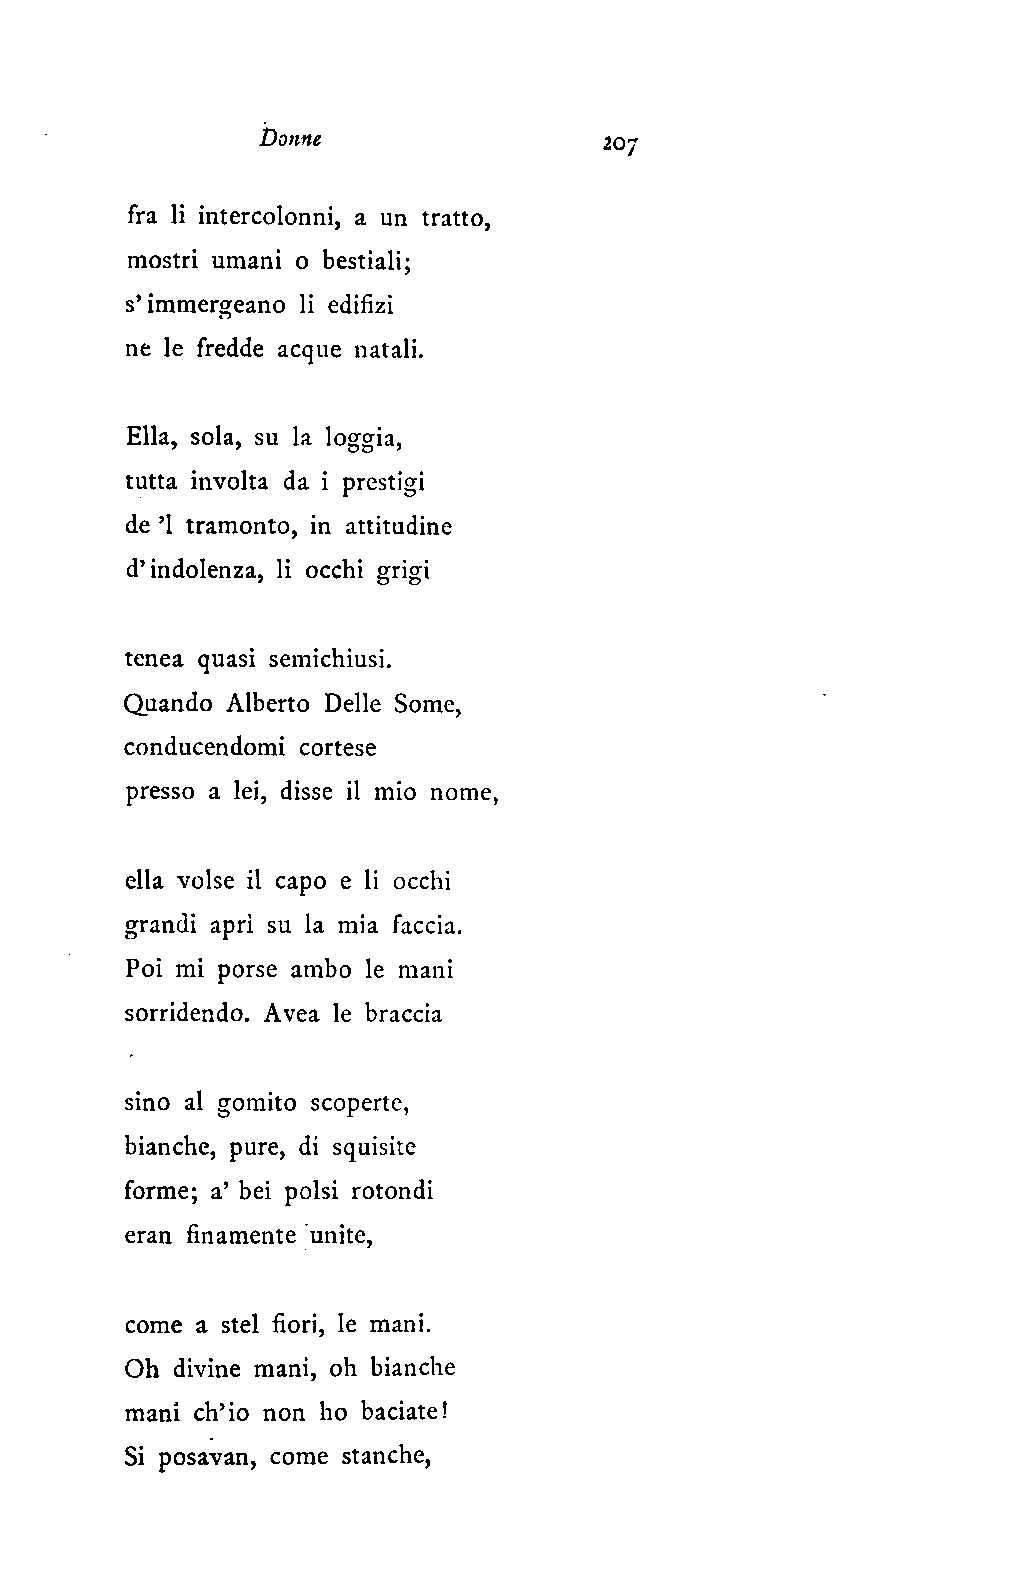 Donne 207
fra li intercolonni, a un tratto,
mostri umani o bestiali;
s'immergeano li edifizi
ne le fredde acque natali.
Ella, sola, su la loggia,
tutta involta da i prestigi
de 'l tramonto, in attitudine
d'indolenza, li occhi grigi
tenea quasi semichiusi.
Quando Alberto Delle Some,
conducendomi cortese
presso a lei, disse il mio nome,
ella volse il capo e li occhi
grandi aprì su la mia faccia.
Poi mi porse ambo le mani
sorridendo. Avea le braccia
sino al gomito scoperte,
bianche, pure, di squisite
forme; a' bei polsi rotondi
eran finamente unite,
come a stel fiori, le mani.
Oh divine mani, oh bianche
mani ch'io non ho baciate!
Si posavan, come stanche,